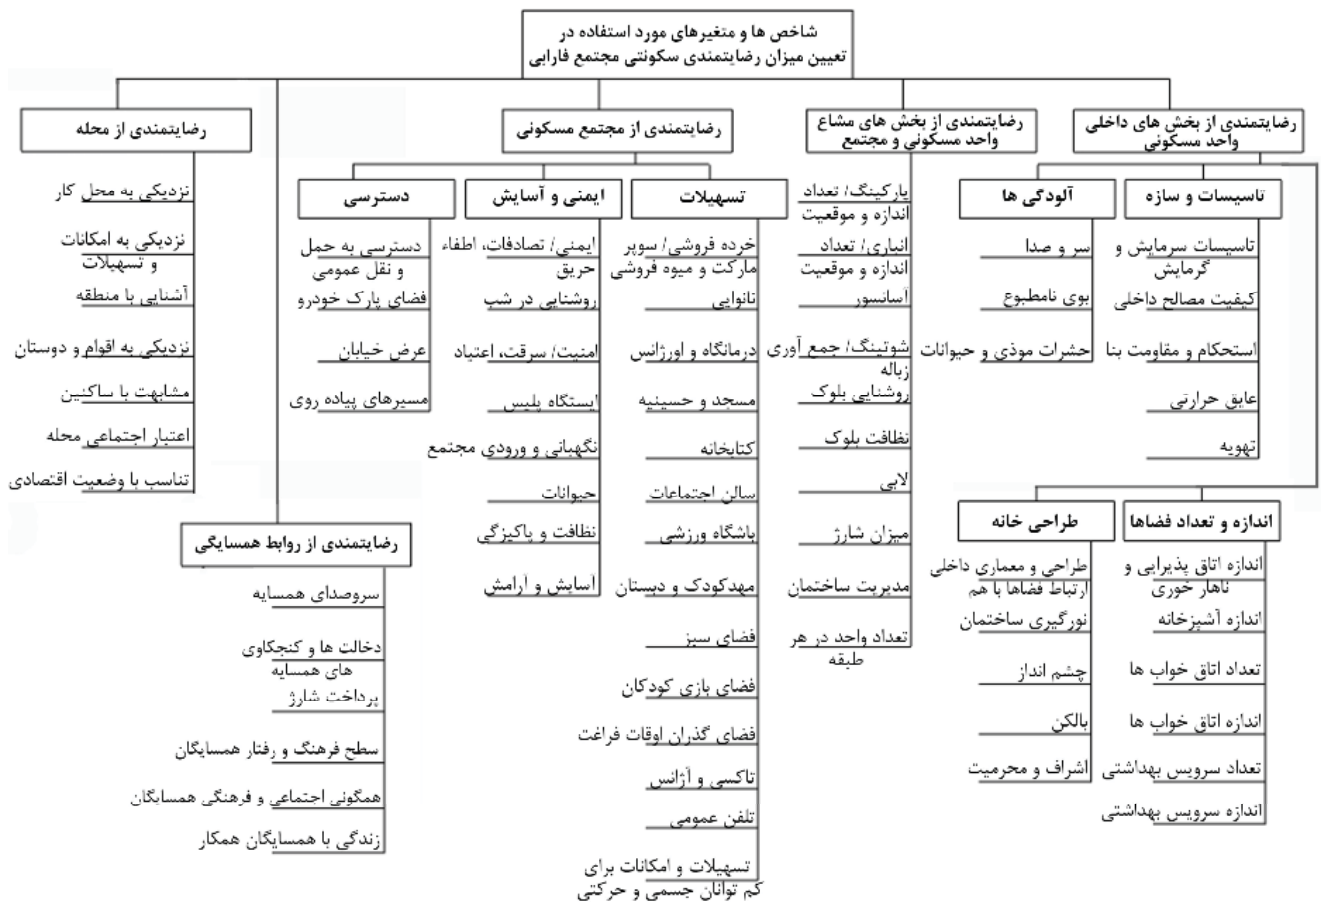 شاخص ها و متغیرهای مورد استفاده در
تعیین میزان رضایتمندی سکونتی مجتمع فارابی
رضایتمندی از بخش های داخلی
واحد مسکونی
تاسیسات و سازه
تاسیسات سرمایش و
گرمایش
کیفیت مصالح داخلی
استحکام و مقاومت بنا
عایق حرارتی
تهویه
آلودگی ها
سر و صدا
بوی نامطبوع
حشرات موذی و حیوانات
اندازه و تعداد فضاها
اندازه اتاق پذیرایی و
ناهار خوری
اندازه آشپزخانه
تعداد اتاق خواب ها
اندازه اتاق خواب ها
تعداد سرویس بهداشتی
اندازه سرویس بهداشتی
طراحی خانه
طراحی و معماری داخلی
ارتباط فضاها با هم
نورگیری ساختمان
چشم انداز
بالکن
اشراف و محرمیت
رضایتمندی از بخش های مشاع
واحد مسکونی و مجتمع
پارکینگ/ تعداد
اندازه و موقعیت
انباری/ تعداد
اندازه و موقعیت
آسانسور
شوتینگ/ جمع آوری
زباله
روشنایی بلوک
نظافت بلوک
لابی
میزان شارژ
مدیریت ساختمان
تعداد واحد در هر
طبقه
رضایتمندی از مجتمع مسکونی
تسهیلات
خرده فروشی/ سوپر
مارکت و میوه فروشی
نانوایی
درمانگاه و اورژانس
مسجد و حسینیه
کتابخانه
سالن اجتماعات
باشگاه ورزشی
مهدکودک و دبستان
فضای سبز
فضای بازی کودکان
فضای گذران اوقات فراغت
تاکسی و آژانس
تلفن عمومی
تسهیلات و امکانات برای
کم توانان جسمی و حرکتی
ایمنی و آسایش
ایمنی/ تصادفات، اطفاء
حریق
روشنایی در شب
امنیت/ سرقت، اعتیاد
ایستگاه پلیس
نگهبانی و ورودی مجتمع
حیوانات
نظافت و پاکیزگی
آسایش و آرامش
دسترسی
دسترسی به حمل
و نقل عمومی
فضای پارک خودرو
عرض خیابان
مسیرهای پیاده روی
رضایتمندی از روابط همسایگی
سروصدای همسایه
دخالت ها و کنجکاوی
های همسایه
پرداخت شارژ
سطح فرهنگ و رفتار همسایگان
همگونی اجتماعی و فرهنگی همسایگان
زندگی با همسایگان همکار
رضایتمندی از محله
نزدیکی به محل کار
نزدیکی به امکانات
و تسهیلات
آشنایی با منطقه
نزدیکی به اقوام و دوستان
مشابهت با ساکنین
اعتبار اجتماعی محله
تناسب با وضعیت اقتصادی